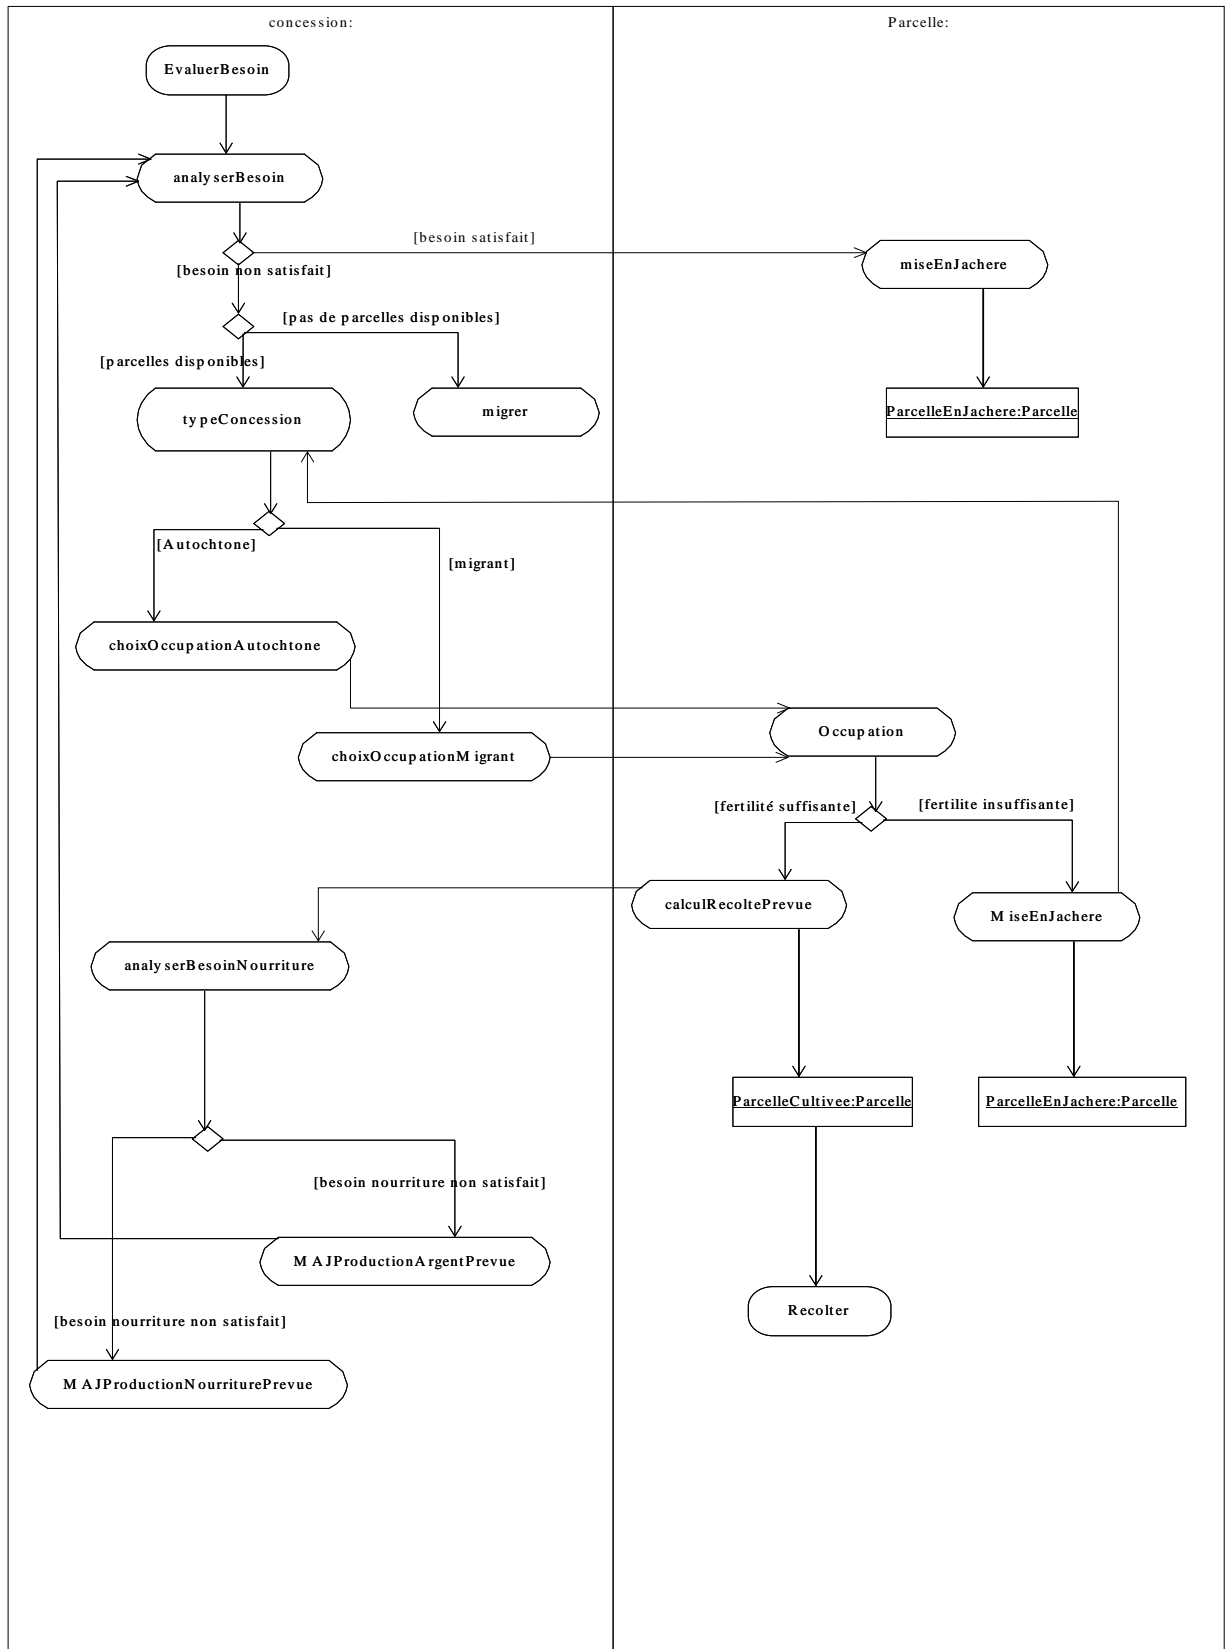 concession:
Parcelle:
EvaluerBesoin
analyserBesoin
[besoin satisfait]
miseEnJachere
[besoin non satisfait]
[pas de parcelles disponibles]
[parcelles disponibles]
typeConcession
migrer
ParcelleEnJachere:Parcelle
[Autochtone]
[migrant]
choixOccupationAutochtone
Occupation
choixOccupationMigrant
[fertilité suffisante]
[fertilite insuffisante]
calculRecoltePrevue
MiseEnJachere
analyserBesoinNourriture
ParcelleCultivee:Parcelle
ParcelleEnJachere:Parcelle
[besoin nourriture non satisfait]
MAJProductionArgentPrevue
Recolter
[besoin nourriture non satisfait]
MAJProductionNourriturePrevue